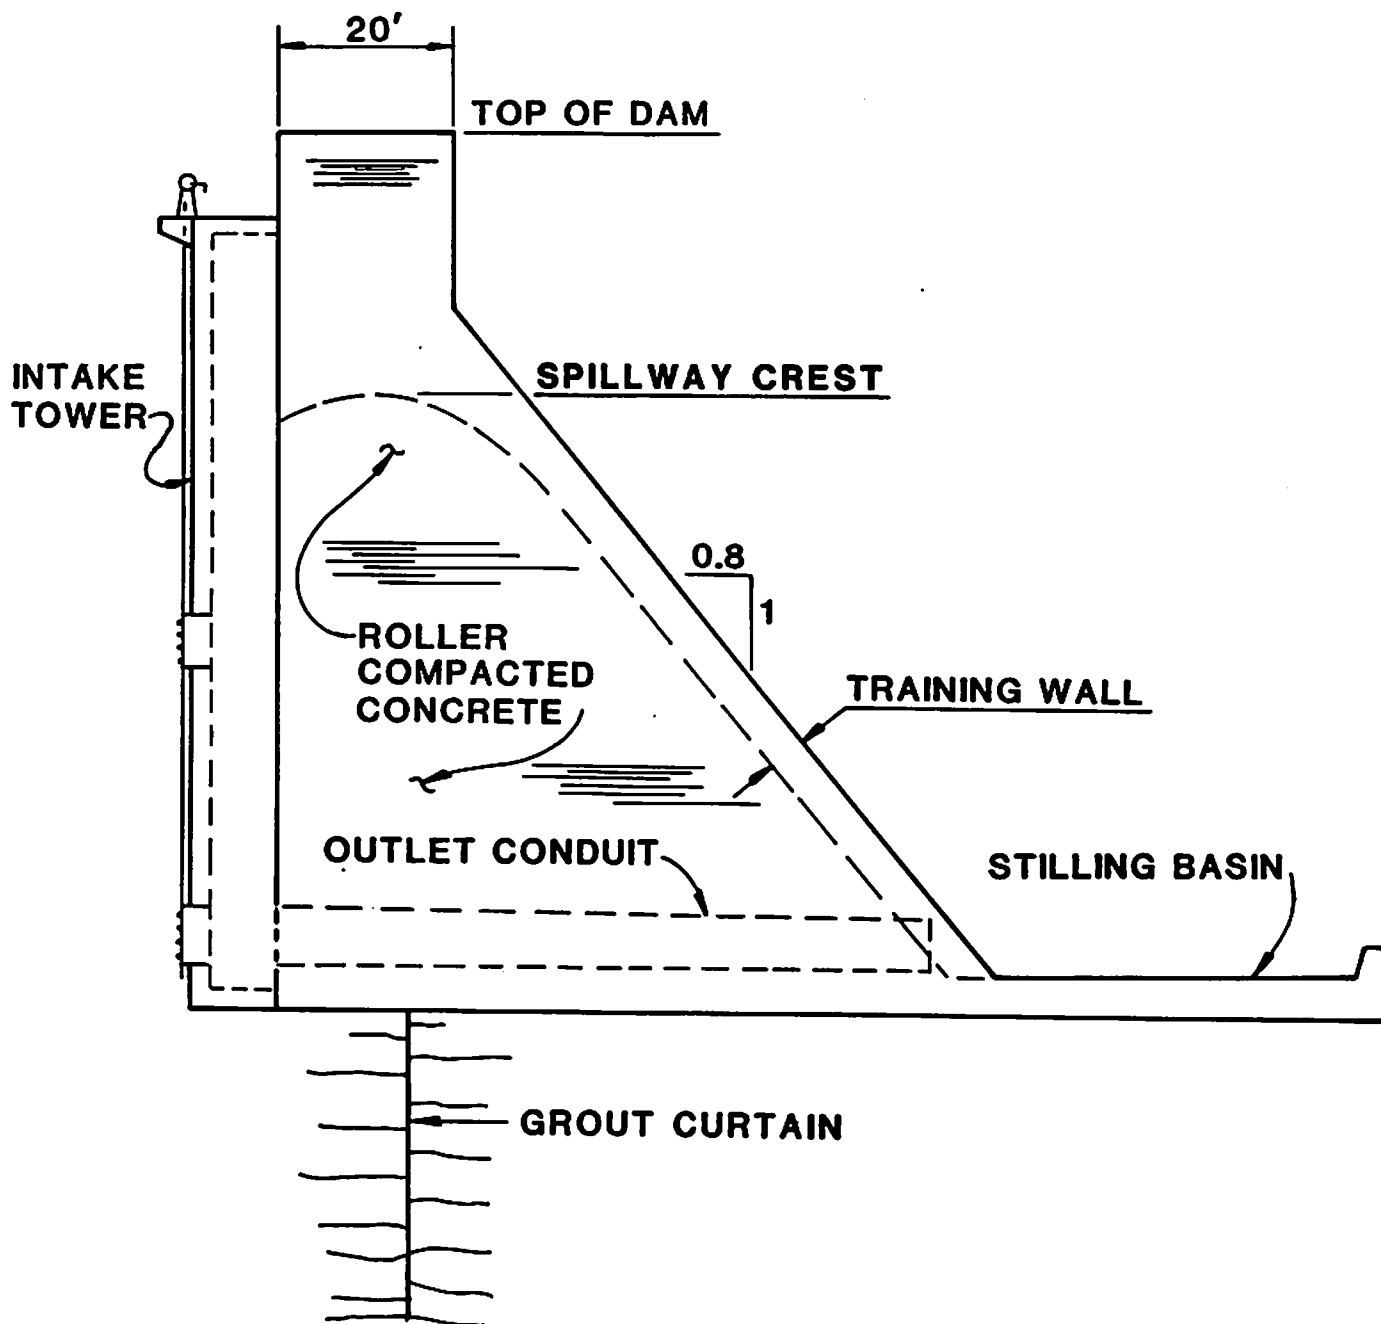 20'
TOP OF DAM
INTAKE
TOWER
SPILLWAY CREST
0.8
1
ROLLER
COMPACTED
CONCRETE
TRAINING WALL
OUTLET CONDUIT
STILLING BASIN
GROUT CURTAIN